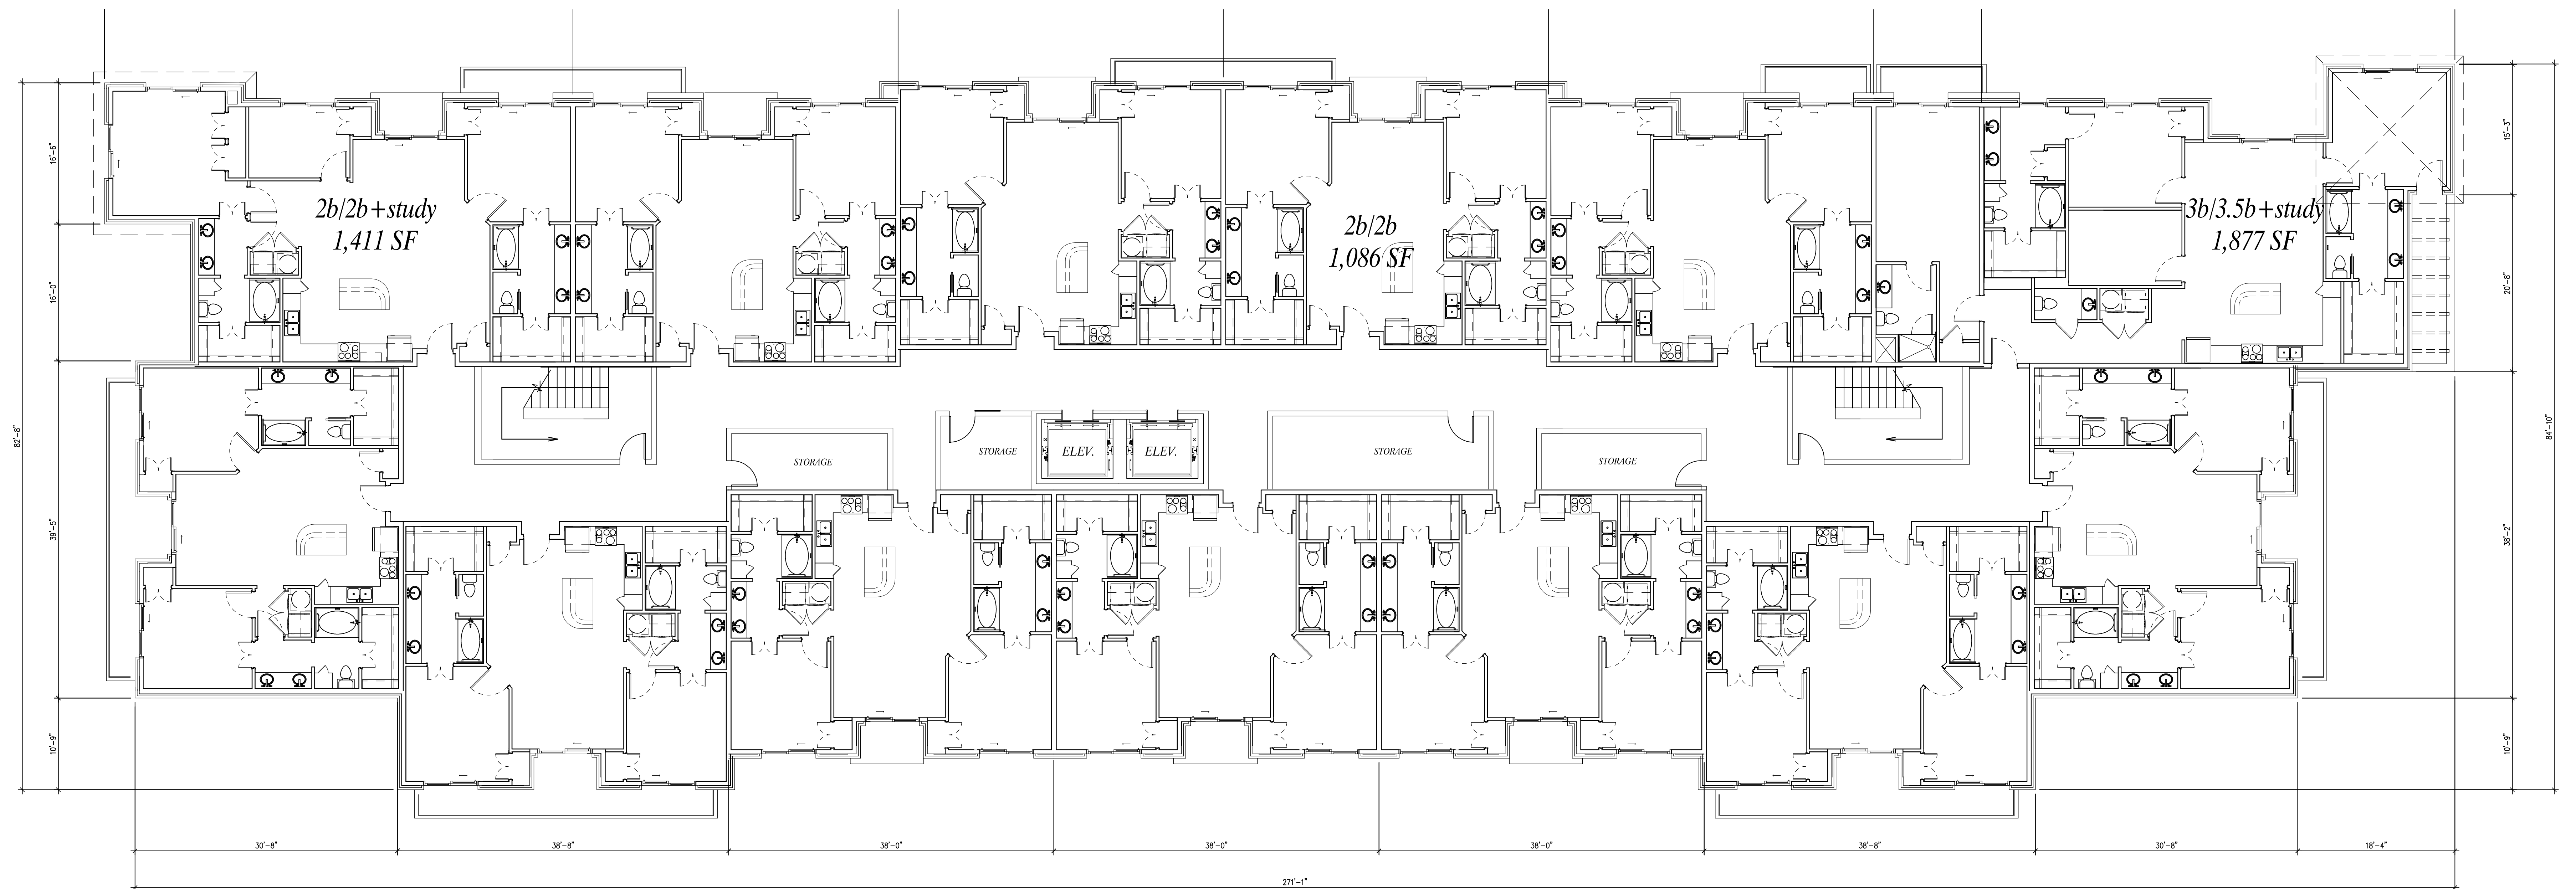 2b/2b+study
1,411 SF
2b/2b
1,086 SF
3b/3.5b+study
1,877 SF
16'-6"
16'-0"
39'-5"
10'-9"
82'-8"
15'-3"
20'-8"
38'-2"
10'-9"
84'-10"
STORAGE
STORAGE
ELEV.
ELEV.
STORAGE
STORAGE
30'-8"
38'-8"
38'-0"
38'-0"
38'-0"
38'-8"
30'-8"
18'-4"
271'-1"